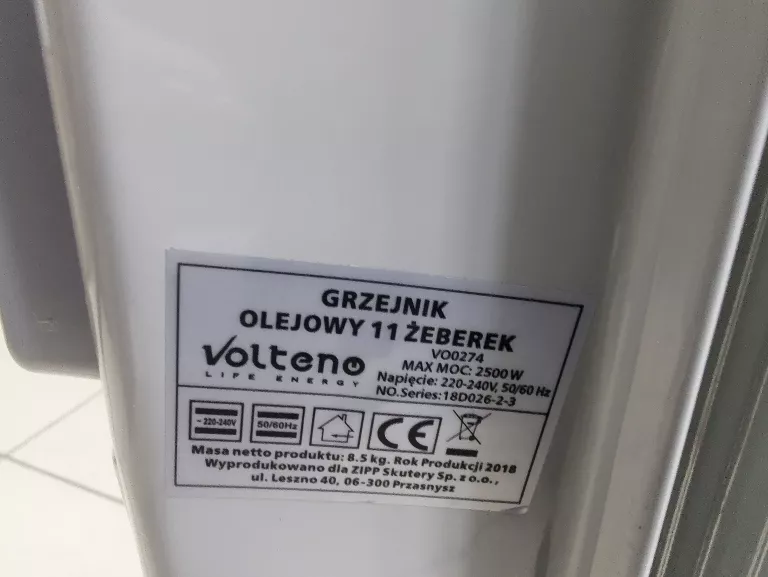 GRZEJNIK
OLEJOWY 11 ŻEBEREK
Volteno
LIFE ENERGY
VO0274
MAX MOC: 2500W
Napięcie: 220-240V, 50/60 Hz
NO.Series:18D026-2-3
~ 220-240V
50/60Hz
CE
Masa netto produktu: 8.5 kg. Rok Produkcji 2018
Wyprodukowano dla ZIPP Skutery Sp. z o.o.,
ul. Leszno 40, 06-300 Przasnysz